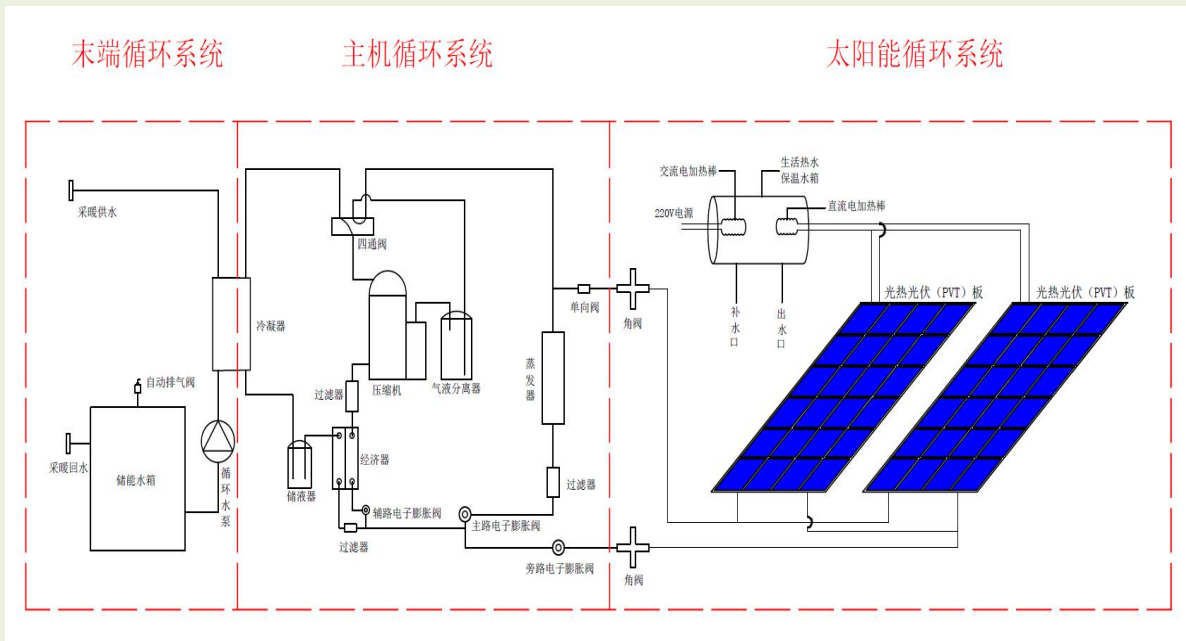 末端循环系统
主机循环系统
太阳能循环系统
采暖供水
冷凝器
自动排气阀
采暖回水
储能水箱
循环水泵
四通阀
压缩机
气液分离器
过滤器
储液器
经济器
辅路电子膨胀阀
过滤器
主路电子膨胀阀
旁路电子膨胀阀
过滤器
蒸发器
单向阀
角阀
角阀
交流电加热棒
生活热水
保温水箱
220V电源
直流电加热棒
补水口
出水口
光热光伏（PVT）板
光热光伏（PVT）板